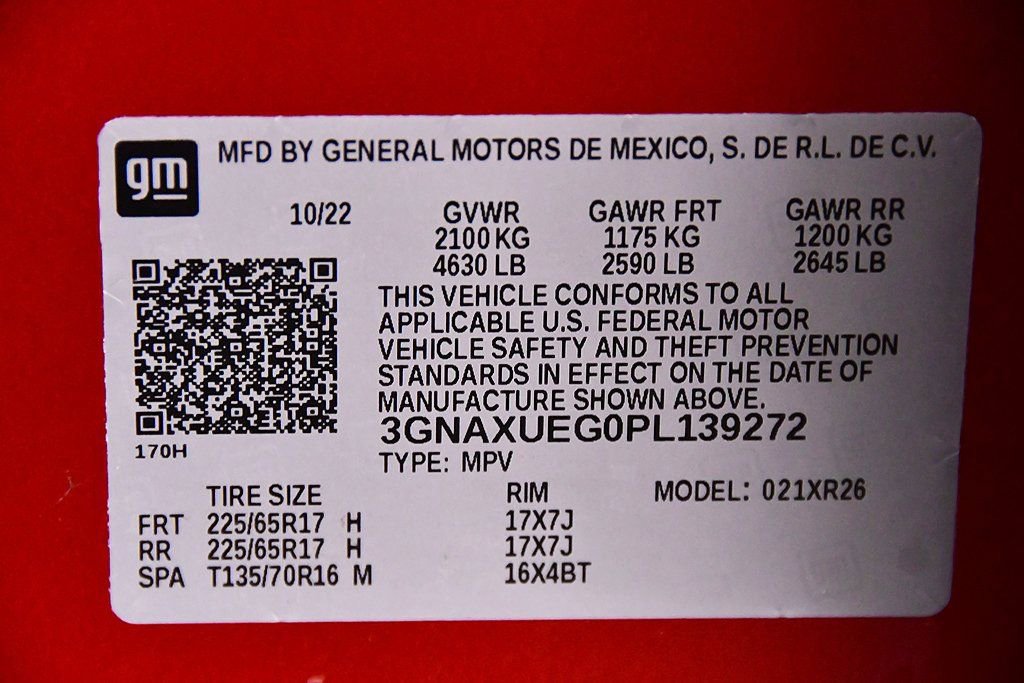 gm
MFD BY GENERAL MOTORS DE MEXICO, S. DE R.L. DE C.V.
10/22 GVWR GAWR FRT GAWR RR
2100 KG 1175 KG 1200 KG
4630 LB 2590 LB 2645 LB
THIS VEHICLE CONFORMS TO ALL
APPLICABLE U.S. FEDERAL MOTOR
VEHICLE SAFETY AND THEFT PREVENTION
STANDARDS IN EFFECT ON THE DATE OF
MANUFACTURE SHOWN ABOVE.
3GNAXUEG0PL139272
170H
TYPE: MPV
TIRE SIZE RIM MODEL: 021XR26
FRT 225/65R17 H 17X7J
RR 225/65R17 H 17X7J
SPA T135/70R16 M 16X4BT